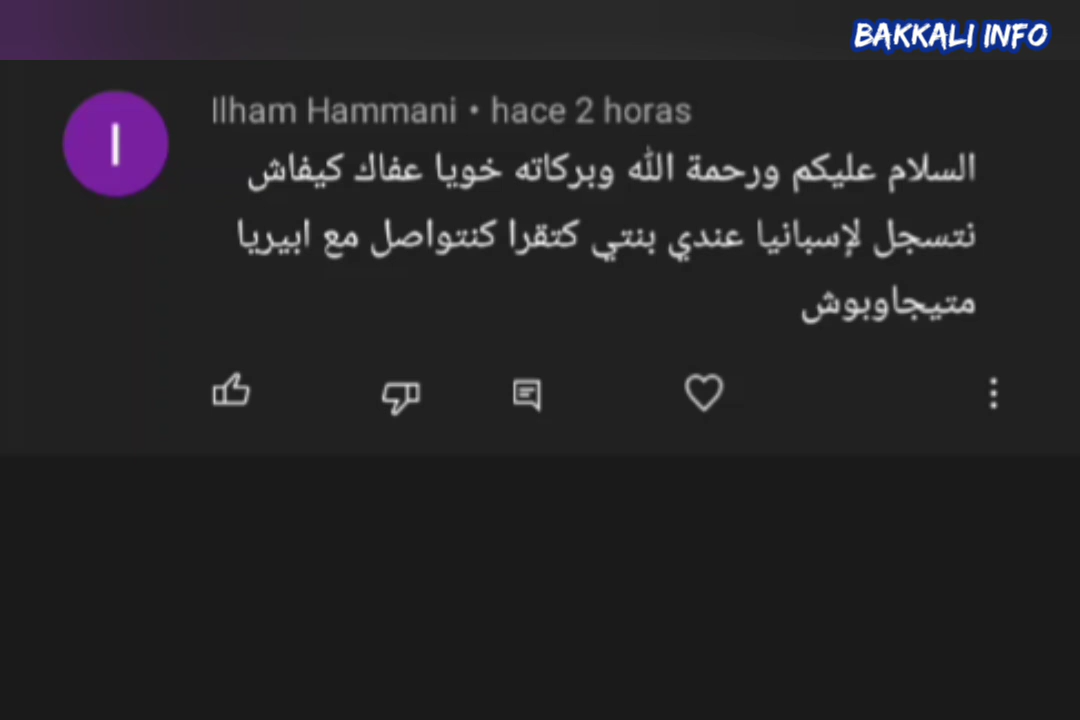 BAKKALI INFO
Ilham Hammani • hace 2 horas
السلام عليكم ورحمة الله وبركاته خويا عفاك كيفاش
نتسجل لإسبانيا عندي بنتي كتقرا كنتواصل مع ابيريا
متيجاوبوش